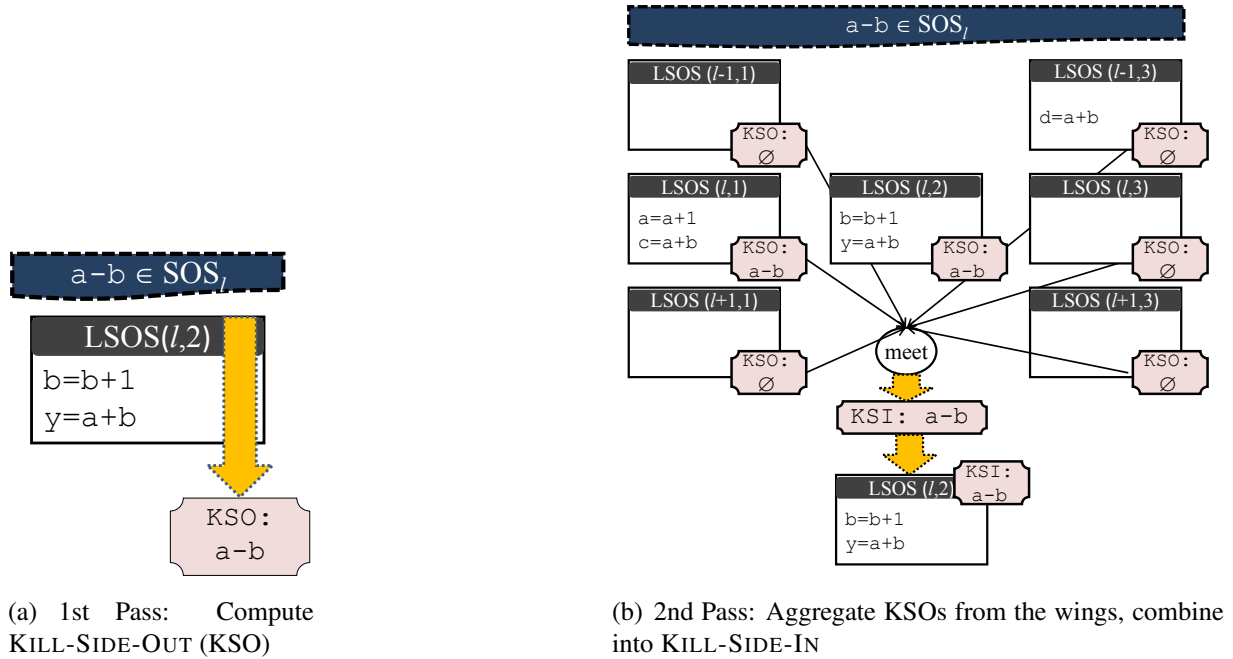 a-b ∈ SOSₗ
LSOS(l,2)
b=b+1
y=a+b
KSO:
a-b
(a) 1st Pass: Compute
KILL-SIDE-OUT (KSO)
a-b ∈ SOSₗ
LSOS (l-1,1)
KSO:
∅
LSOS (l-1,3)
d=a+b
KSO:
∅
LSOS (l,1)
a=a+1
c=a+b
KSO:
a-b
LSOS (l,2)
b=b+1
y=a+b
KSO:
a-b
LSOS (l,3)
KSO:
∅
LSOS (l+1,1)
KSO:
∅
LSOS (l+1,3)
KSO:
∅
meet
KSI: a-b
LSOS (l,2)
KSI:
a-b
b=b+1
y=a+b
(b) 2nd Pass: Aggregate KSOs from the wings, combine
into KILL-SIDE-IN